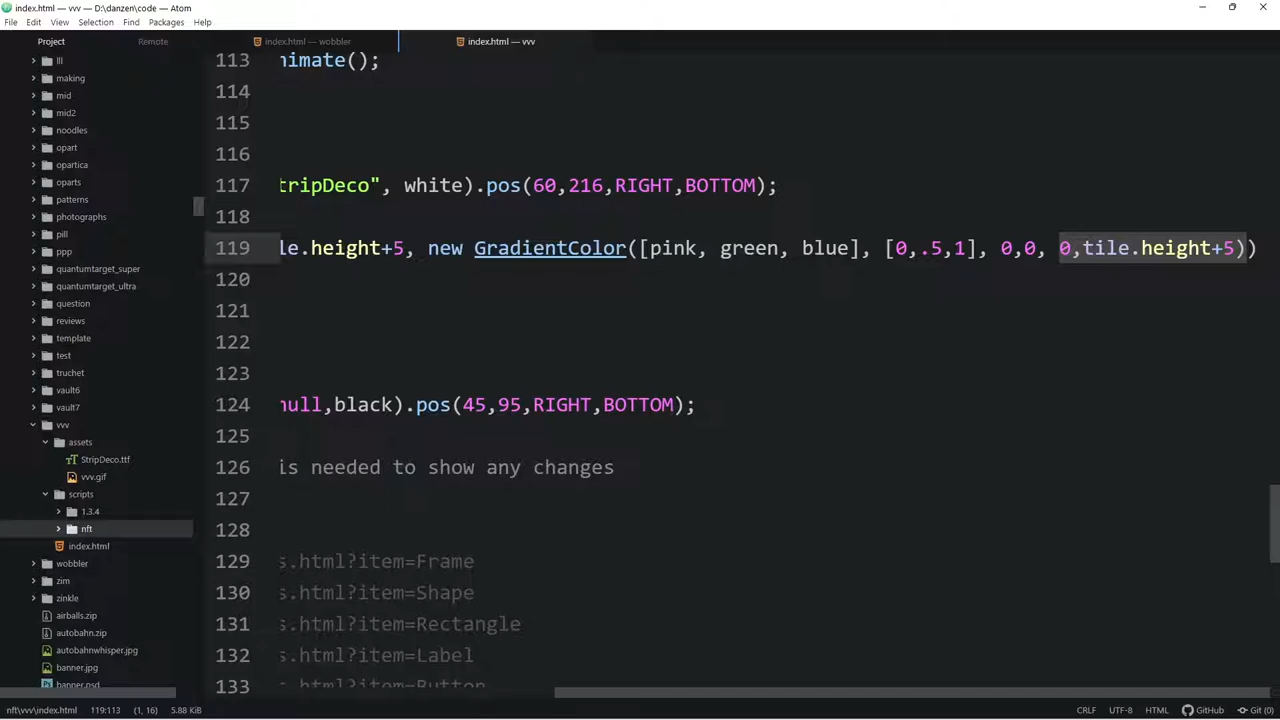 index.html — vvv — D:\danzen\code — Atom
File Edit View Selection Find Packages Help
Project Remote
index.html — wobbler
index.html — vvv
lll
making
mid
mid2
noodles
opart
opartica
oparts
patterns
photographs
pill
ppp
quantumtarget_super
quantumtarget_ultra
question
reviews
template
test
truchet
vault6
vault7
vvv
assets
StripDeco.ttf
vvv.gif
scripts
1.3.4
nft
index.html
wobbler
zim
zinkle
airballs.zip
autobahn.zip
autobahnwhisper.jpg
banner.jpg
banner.psd
113 nimate();
114
115
116
117 tripDeco", white).pos(60,216,RIGHT,BOTTOM);
118
119 le.height+5, new GradientColor([pink, green, blue], [0,.5,1], 0,0, 0,tile.height+5))
120
121
122
123
124 null,black).pos(45,95,RIGHT,BOTTOM);
125
126 is needed to show any changes
127
128
129 s.html?item=Frame
130 s.html?item=Shape
131 s.html?item=Rectangle
132 s.html?item=Label
133 s.html?item=Button
nft\vvv\index.html 119:113 (1, 16) 5.88 KiB CRLF UTF-8 HTML GitHub Git (0)